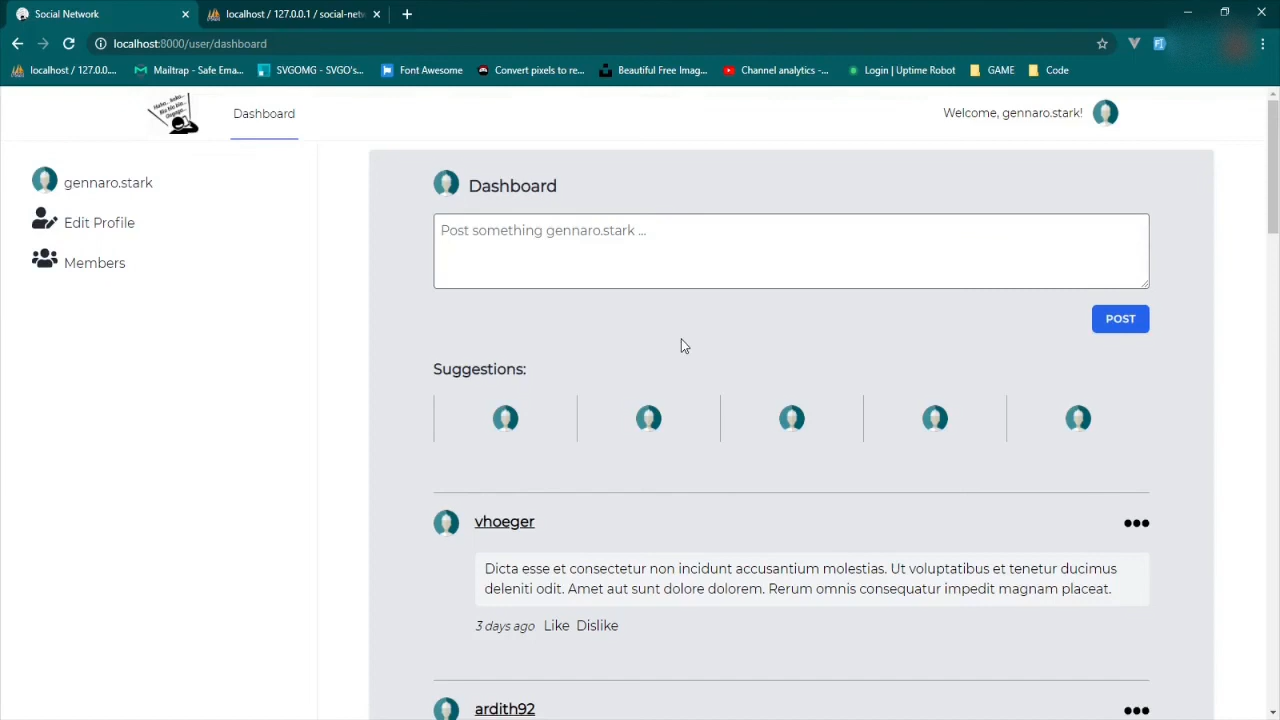 Social Network
localhost / 127.0.0.1 / social-netw
localhost:8000/user/dashboard
localhost / 127.0.0....
Mailtrap - Safe Ema...
SVGOMG - SVGO's...
Font Awesome
Convert pixels to re...
Beautiful Free Imag...
Channel analytics -...
Login | Uptime Robot
GAME
Code
Dashboard
Welcome, gennaro.stark!
gennaro.stark
Edit Profile
Members
Dashboard
Post something gennaro.stark ...
POST
Suggestions:
vhoeger
Dicta esse et consectetur non incidunt accusantium molestias. Ut voluptatibus et tenetur ducimus
deleniti odit. Amet aut sunt dolore dolorem. Rerum omnis consequatur impedit magnam placeat.
3 days ago Like Dislike
ardith92